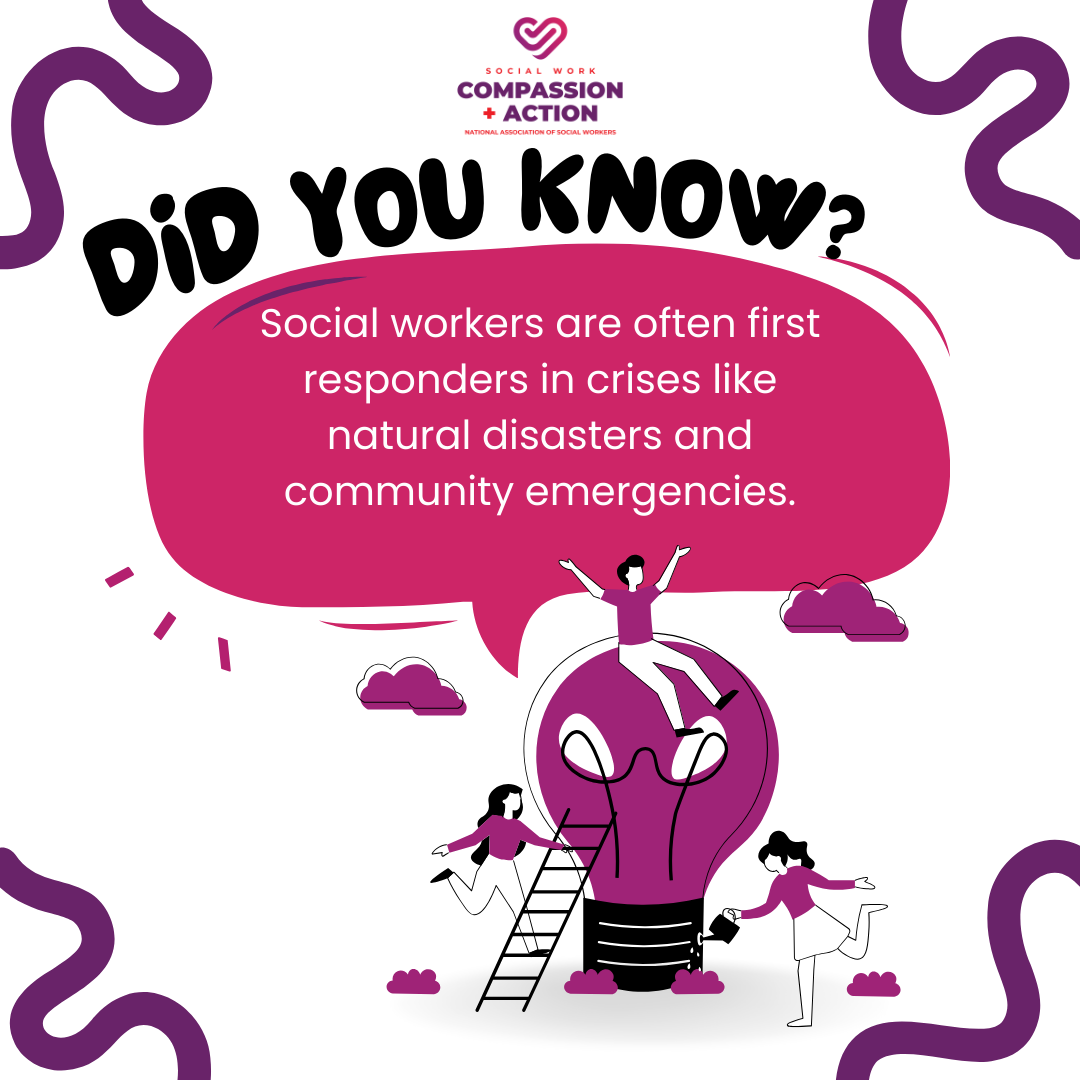 SOCIAL WORK
COMPASSION
+ ACTION
NATIONAL ASSOCIATION OF SOCIAL WORKERS
DiD YOU KNOW?
Social workers are often first
responders in crises like
natural disasters and
community emergencies.